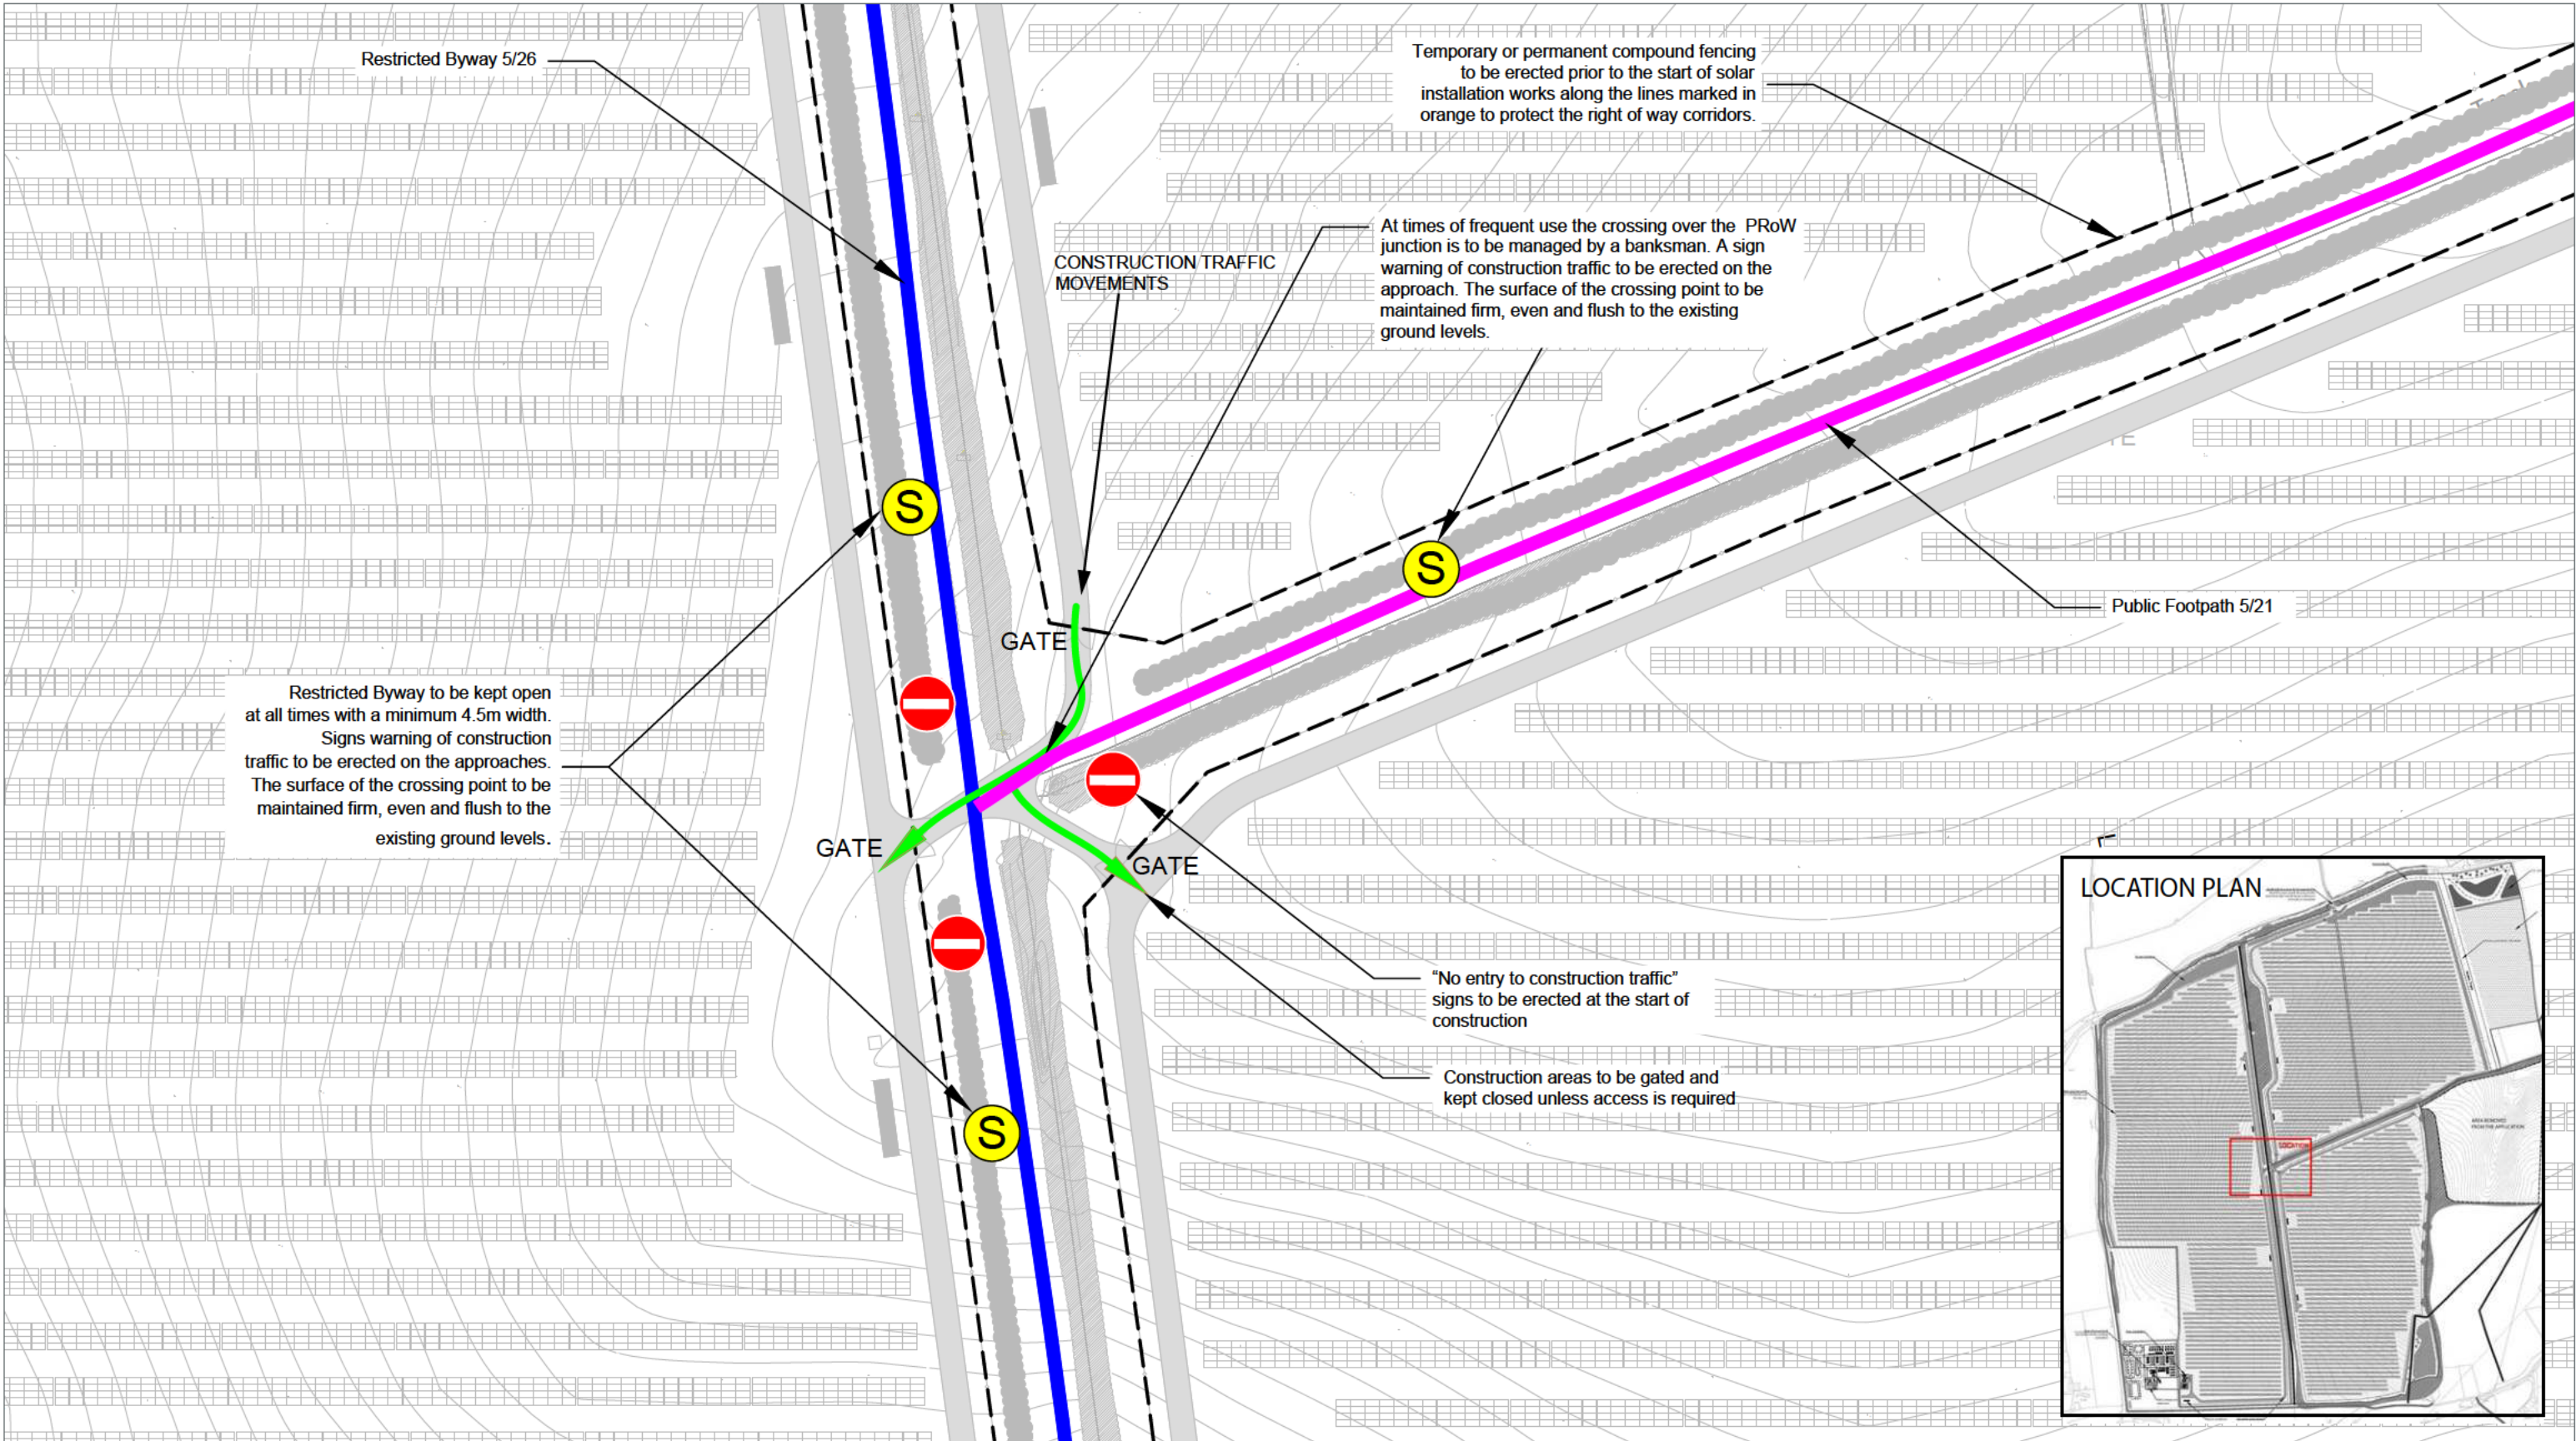 Restricted Byway 5/26
Temporary or permanent compound fencing
to be erected prior to the start of solar
installation works along the lines marked in
orange to protect the right of way corridors.
At times of frequent use the crossing over the PRoW
junction is to be managed by a banksman. A sign
warning of construction traffic to be erected on the
approach. The surface of the crossing point to be
maintained firm, even and flush to the existing
ground levels.
CONSTRUCTION TRAFFIC
MOVEMENTS
S
S
Public Footpath 5/21
GATE
Restricted Byway to be kept open
at all times with a minimum 4.5m width.
Signs warning of construction
traffic to be erected on the approaches.
The surface of the crossing point to be
maintained firm, even and flush to the
existing ground levels.
GATE
GATE
“No entry to construction traffic”
signs to be erected at the start of
construction
Construction areas to be gated and
kept closed unless access is required
S
LOCATION PLAN
AREA REMOVED
FROM THE APPLICATION
LOCATION